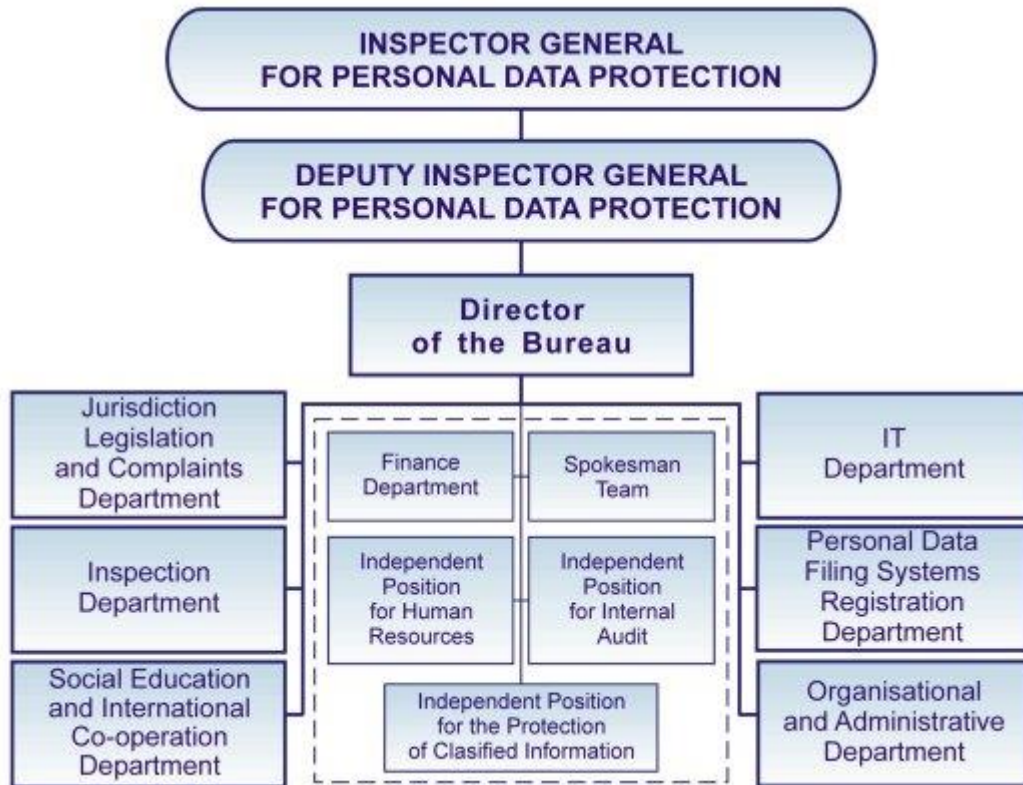 INSPECTOR GENERAL
FOR PERSONAL DATA PROTECTION
DEPUTY INSPECTOR GENERAL
FOR PERSONAL DATA PROTECTION
Director
of the Bureau
Jurisdiction
Legislation
and Complaints
Department
Finance
Department
Spokesman
Team
IT
Department
Inspection
Department
Independent
Position
for Human
Resources
Independent
Position
for Internal
Audit
Personal Data
Filing Systems
Registration
Department
Social Education
and International
Co-operation
Department
Independent Position
for the Protection
of Clasified Information
Organisational
and Administrative
Department